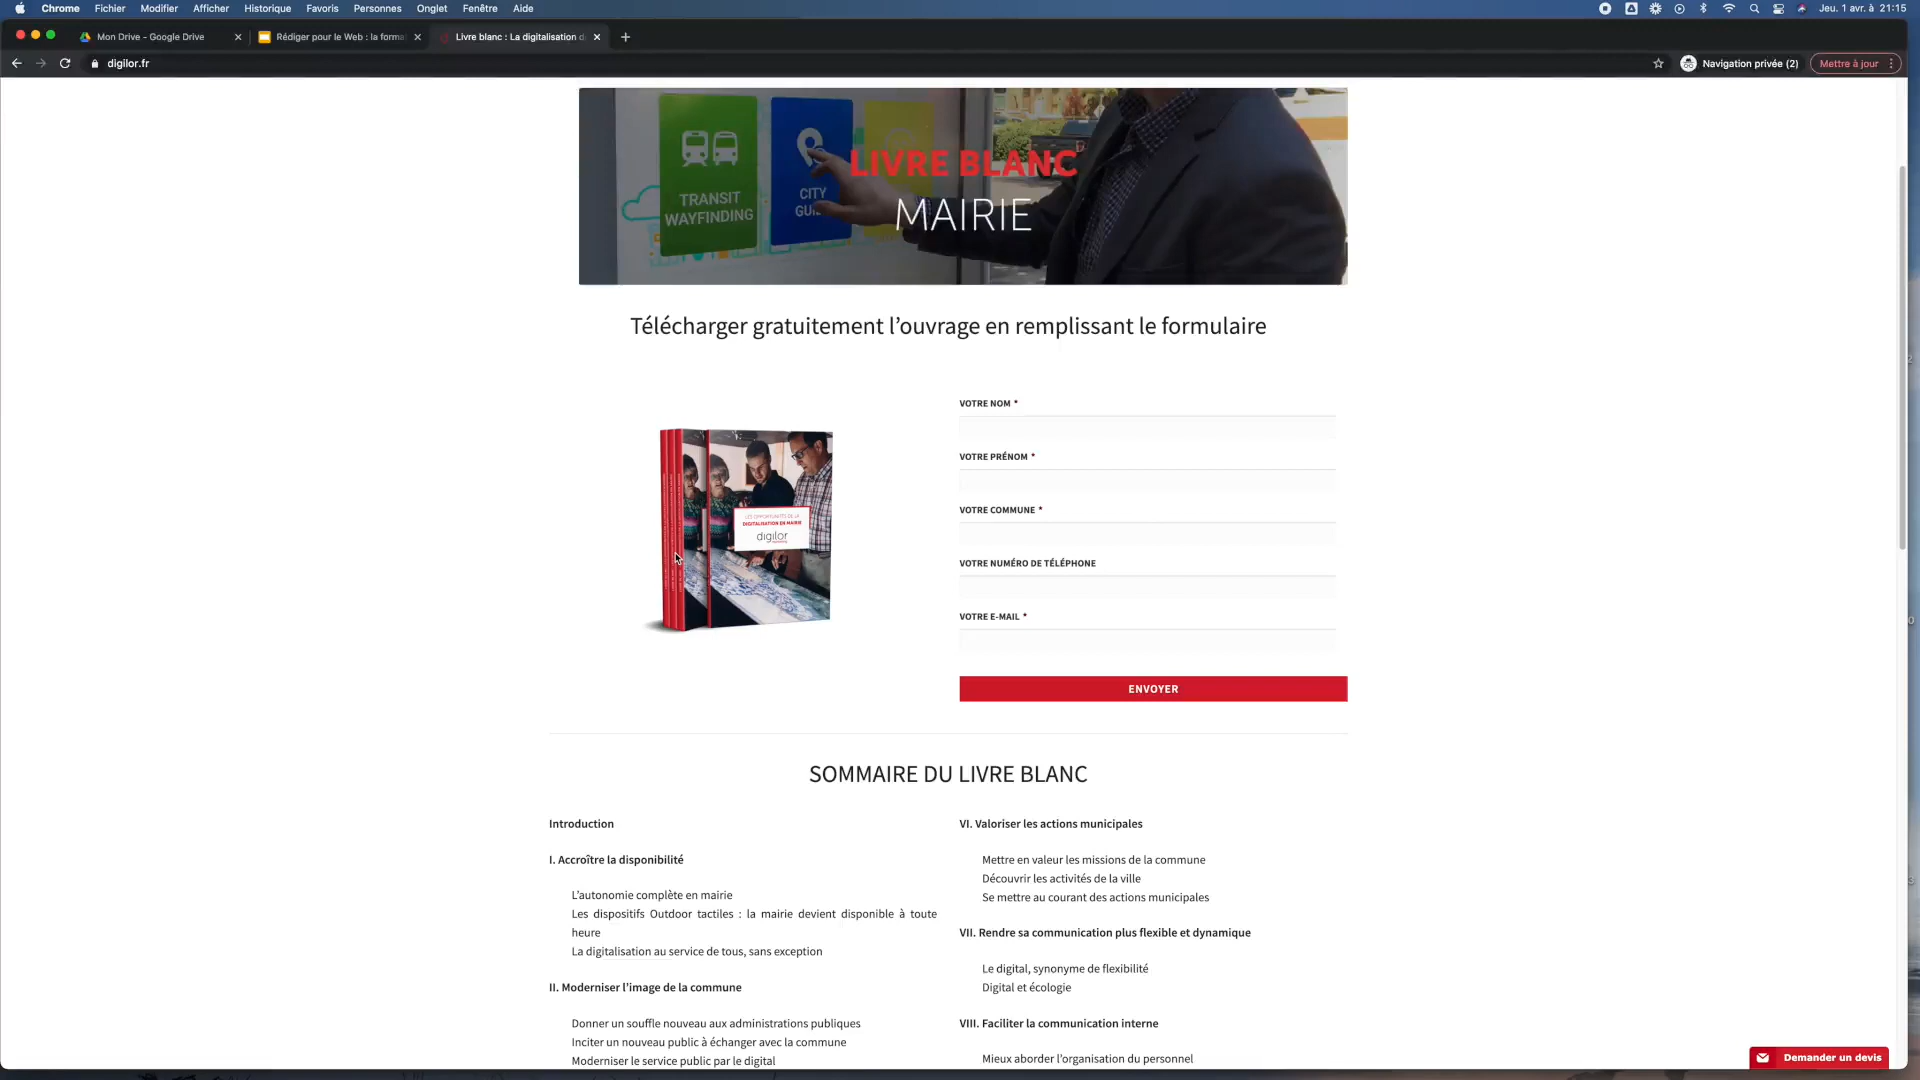 Chrome Fichier Modifier Afficher Historique Favoris Personnes Onglet Fenêtre Aide Jeu. 1 avr. à 21:15
Mon Drive - Google Drive Rédiger pour le Web : la forma Livre blanc : La digitalisation d
digilor.fr Navigation privée (2) Mettre à jour
TRANSIT
WAYFINDING
CITY
LIVRE BLANC
MAIRIE
Télécharger gratuitement l’ouvrage en remplissant le formulaire
VOTRE NOM *
VOTRE PRÉNOM *
VOTRE COMMUNE *
VOTRE NUMÉRO DE TÉLÉPHONE
VOTRE E-MAIL *
ENVOYER
LES OPPORTUNITÉS DE LA
DIGITALISATION EN MAIRIE
digilor
SOMMAIRE DU LIVRE BLANC
Introduction
I. Accroître la disponibilité
L’autonomie complète en mairie
Les dispositifs Outdoor tactiles : la mairie devient disponible à toute
heure
La digitalisation au service de tous, sans exception
II. Moderniser l’image de la commune
Donner un souffle nouveau aux administrations publiques
Inciter un nouveau public à échanger avec la commune
Moderniser le service public par le digital
VI. Valoriser les actions municipales
Mettre en valeur les missions de la commune
Découvrir les activités de la ville
Se mettre au courant des actions municipales
VII. Rendre sa communication plus flexible et dynamique
Le digital, synonyme de flexibilité
Digital et écologie
VIII. Faciliter la communication interne
Mieux aborder l’organisation du personnel
Demander un devis